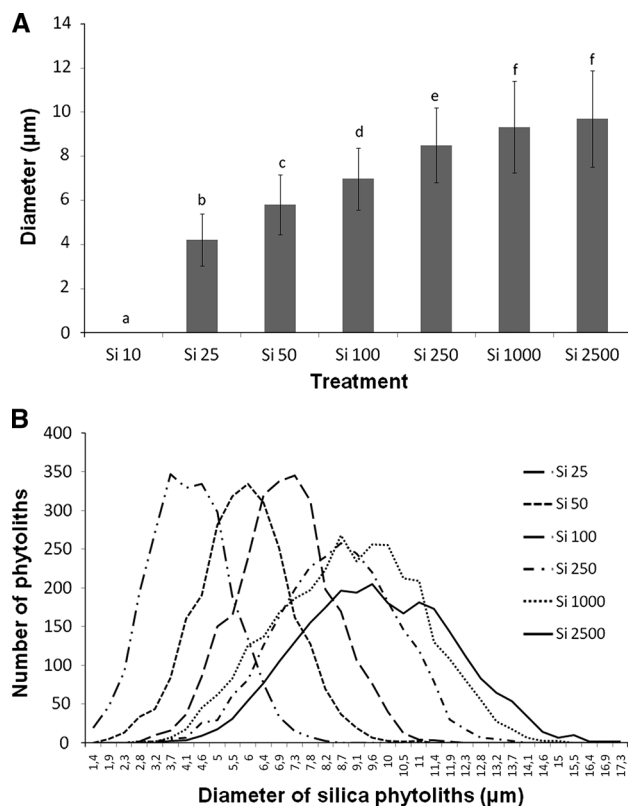 A
14
12
10
8
6
4
2
0
Diameter (µm)
a
b
c
d
e
f
f
Si 10 Si 25 Si 50 Si 100 Si 250 Si 1000 Si 2500
Treatment
B
400
350
300
250
200
150
100
50
0
Number of phytoliths
Si 25
Si 50
Si 100
Si 250
Si 1000
Si 2500
1,4 1,9 2,3 2,8 3,2 3,7 4,1 4,6 5 5,5 6 6,4 6,9 7,3 7,8 8,2 8,7 9,1 9,6 10 10,5 11 11,4 11,9 12,3 12,8 13,2 13,7 14,1 14,6 15 15,5 16,4 16,9 17,3
Diameter of silica phytoliths (µm)